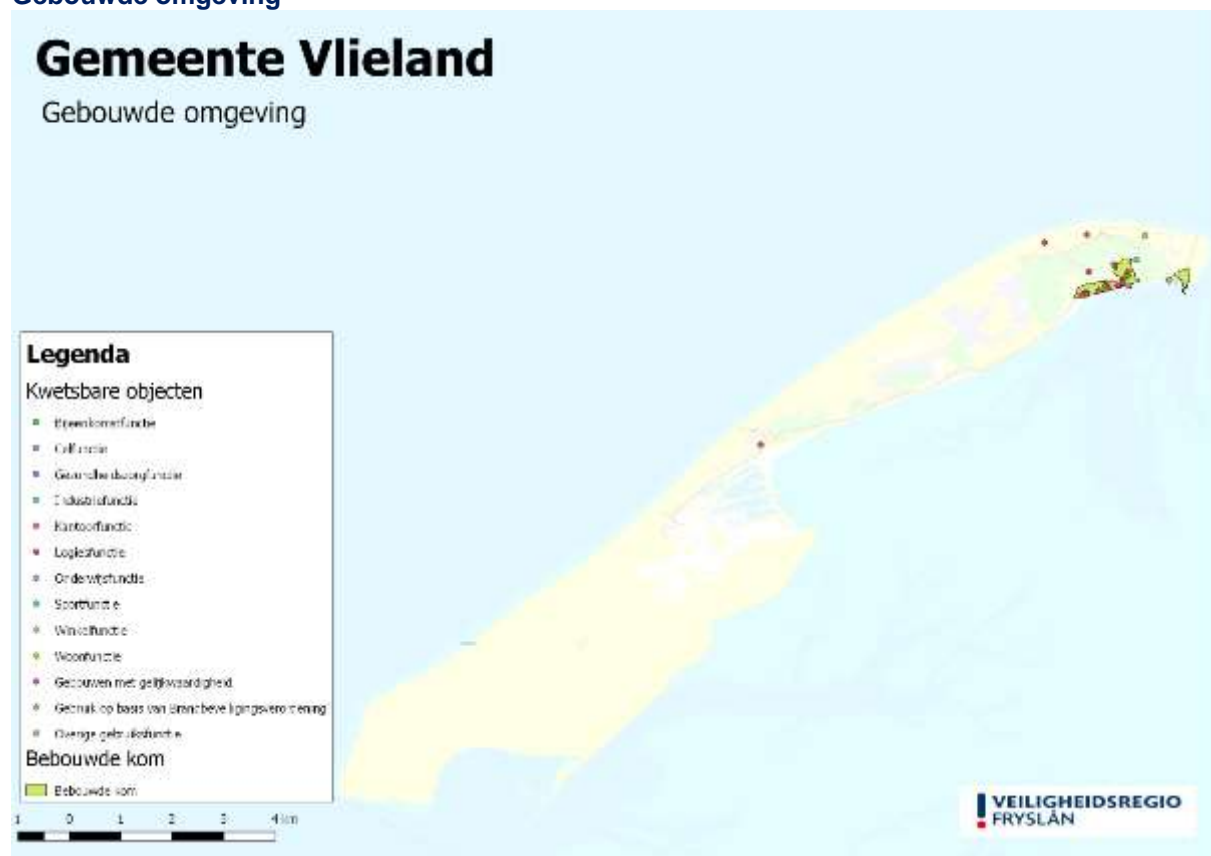 Gebouwde omgeving
Gemeente Vlieland
Gebouwde omgeving
Legenda
Kwetsbare objecten
Bijeenkomstfunctie
Celfunctie
Gezondheidszorgfunctie
Industriefunctie
Kantoorfunctie
Logiesfunctie
Onderwijsfunctie
Sportfunctie
Winkelfunctie
Woonfunctie
Gebouwen met gelijkwaardigheid
Gebruik op basis van Brandbeveiligingsverordening
Overige gebruiksfunctie
Bebouwde kom
Bebouwde kom
1 0 1 2 3 4 km
VEILIGHEIDSREGIO
FRYSLÂN